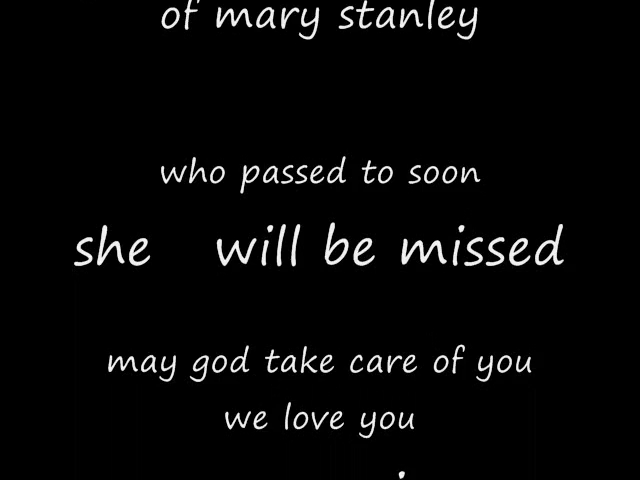 of mary stanley
who passed to soon
she will be missed
may god take care of you
we love you